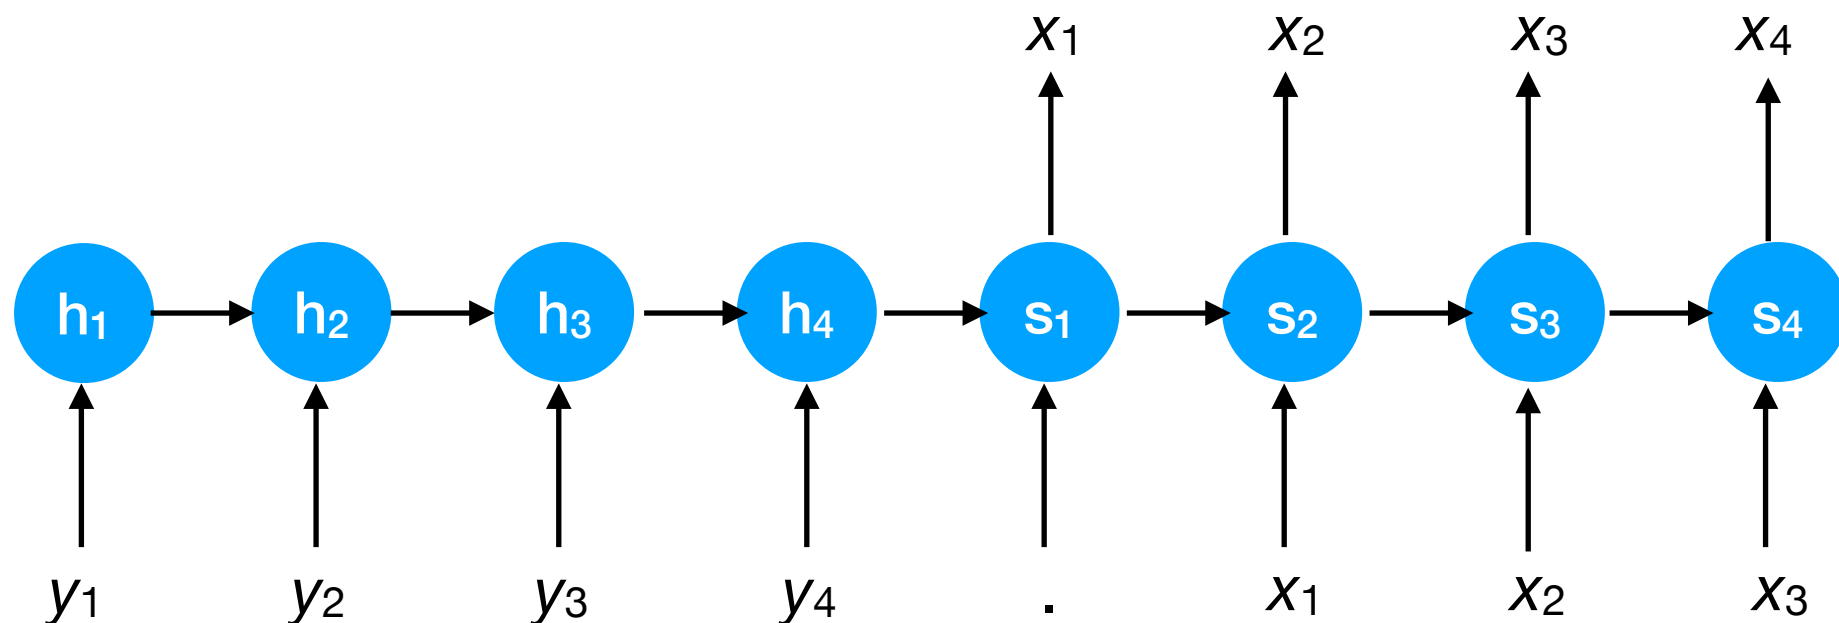 x₁ x₂ x₃ x₄
h₁ h₂ h₃ h₄ s₁ s₂ s₃ s₄
y₁ y₂ y₃ y₄ . x₁ x₂ x₃